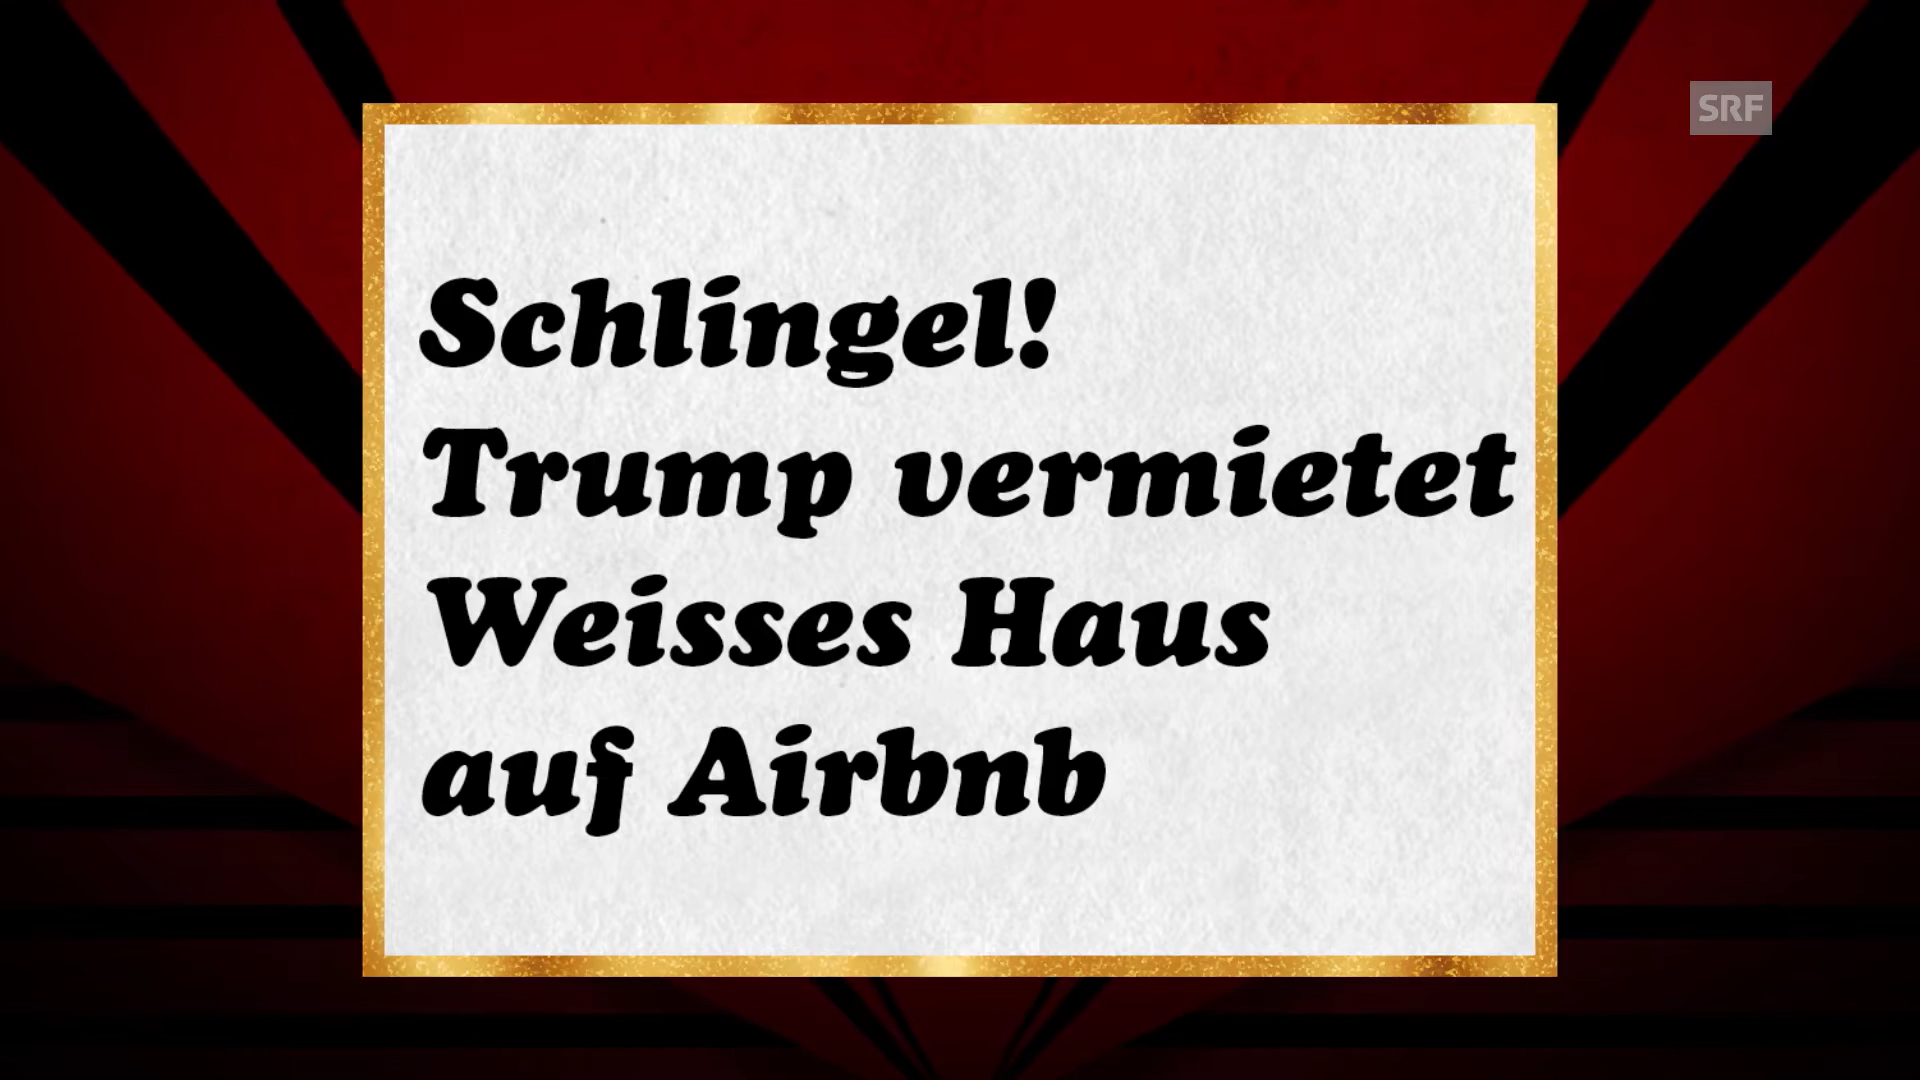 SRF
Schlingel!
Trump vermietet
Weisses Haus
auf Airbnb